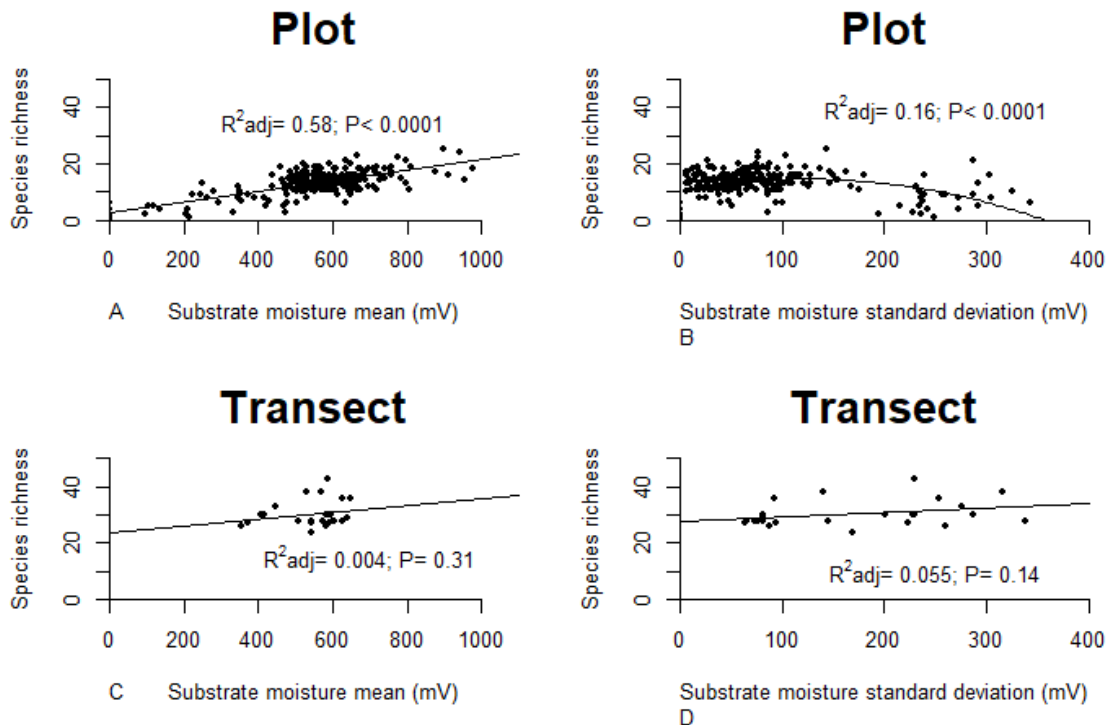 Plot
Species richness
40
20
0
R²adj= 0.58; P< 0.0001
0 200 400 600 800 1000
A Substrate moisture mean (mV)
Plot
Species richness
40
20
0
R²adj= 0.16; P< 0.0001
0 100 200 300 400
Substrate moisture standard deviation (mV)
B
Transect
Species richness
40
20
0
R²adj= 0.004; P= 0.31
0 200 400 600 800 1000
C Substrate moisture mean (mV)
Transect
Species richness
40
20
0
R²adj= 0.055; P= 0.14
0 100 200 300 400
Substrate moisture standard deviation (mV)
D